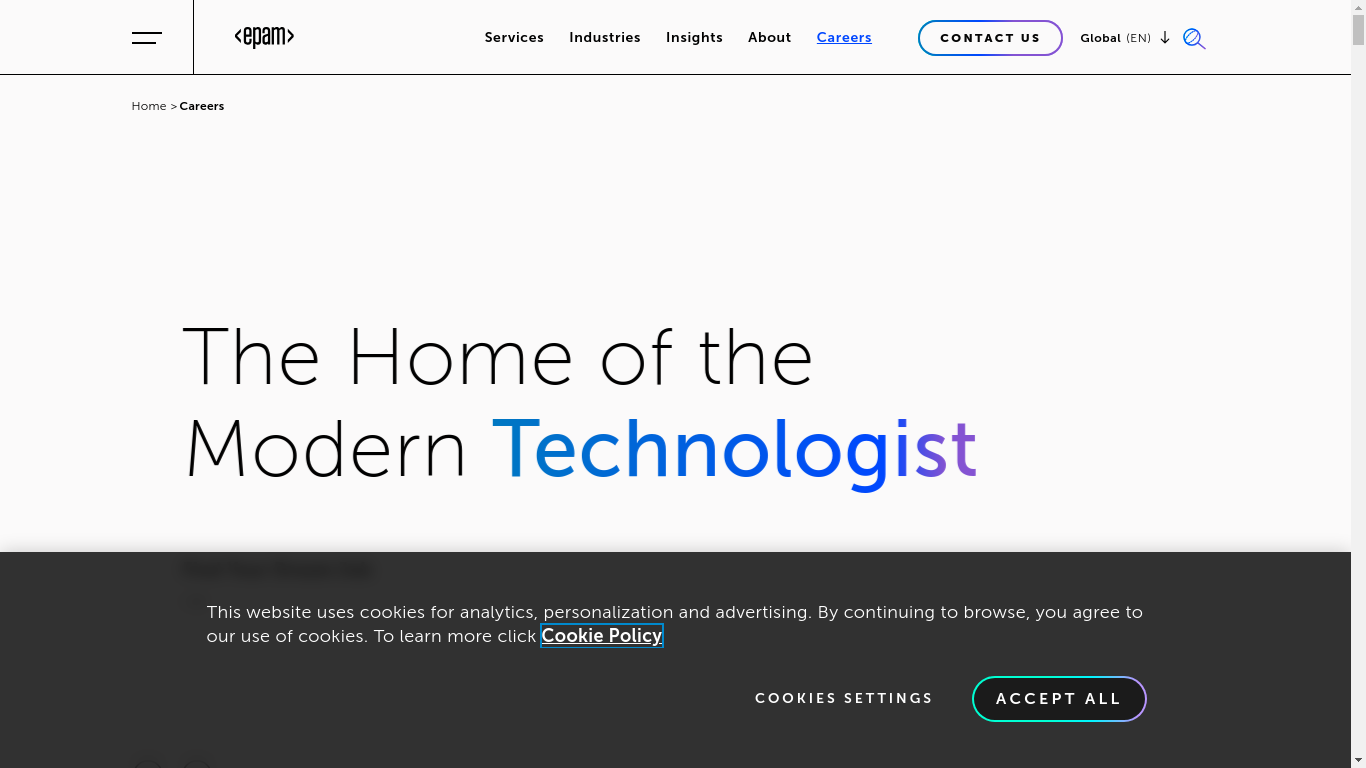 <epam>
Services
Industries
Insights
About
Careers
CONTACT US
Global (EN)
Home > Careers
The Home of the
Modern Technologist
This website uses cookies for analytics, personalization and advertising. By continuing to browse, you agree to
our use of cookies. To learn more click Cookie Policy
COOKIES SETTINGS
ACCEPT ALL